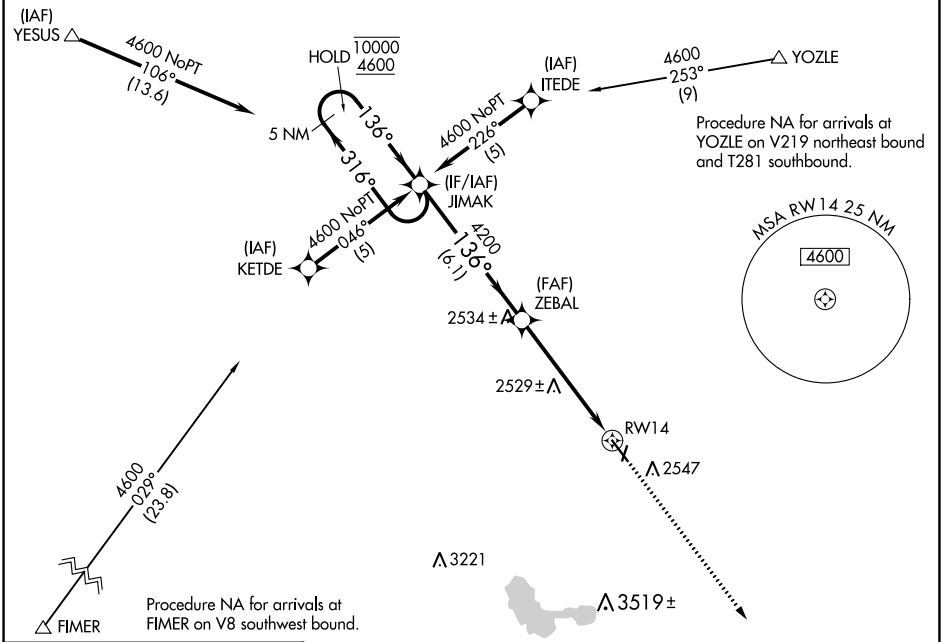 (IAF)
YESUS
4600 NoPT
106°
(13.6)
HOLD 10000
4600
5 NM
136°
316°
(IAF)
ITEDE
4600 NoPT
226°
(5)
4600
253°
(9)
YOZLE
Procedure NA for arrivals at
YOZLE on V219 northeast bound
and T281 southbound.
(IF/IAF)
JIMAK
4600 NoPT
046°
(5)
(IAF)
KETDE
4200
136°
(6.1)
(FAF)
ZEBAL
2534 ±
2529 ±
MSA RW14 25 NM
4600
RW14
2547
4600
029°
(23.8)
3221
3519 ±
FIMER
Procedure NA for arrivals at
FIMER on V8 southwest bound.